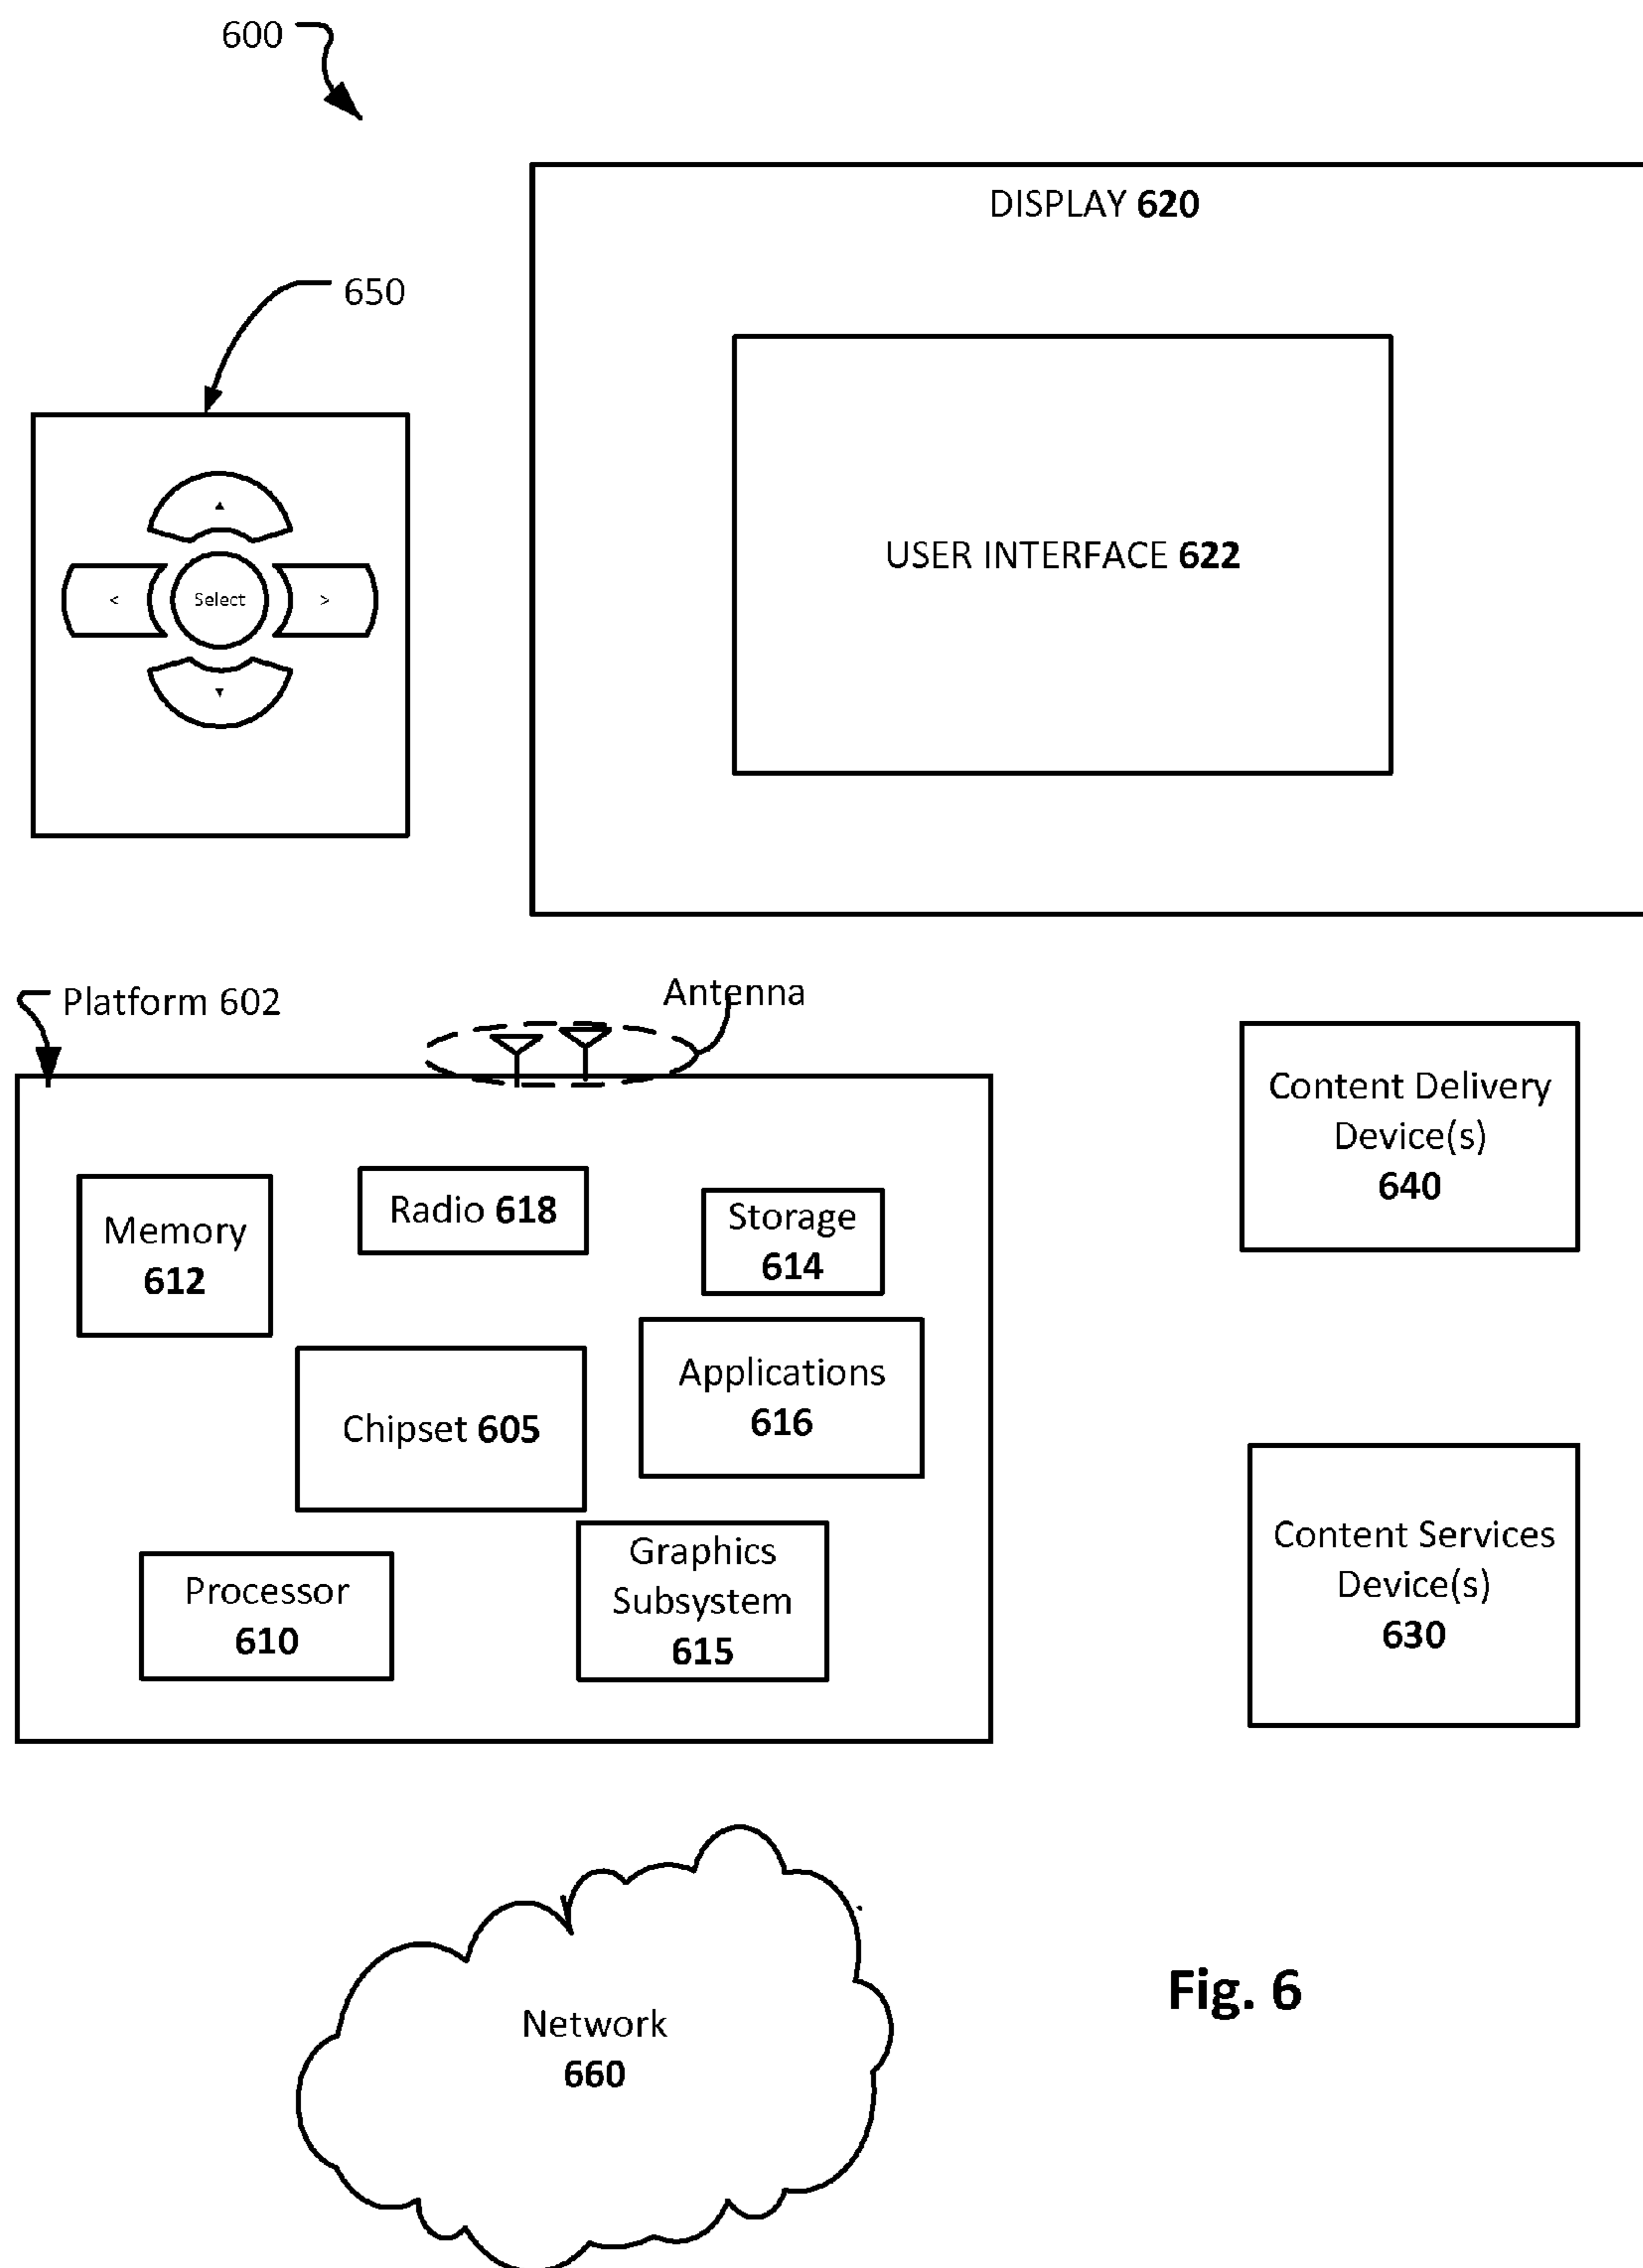 600
DISPLAY 620
650
USER INTERFACE 622
▲
<
Select
>
▼
Platform 602
Antenna
Content Delivery
Device(s)
640
Memory
612
Radio 618
Storage
614
Chipset 605
Applications
616
Processor
610
Graphics
Subsystem
615
Content Services
Device(s)
630
Network
660
Fig. 6